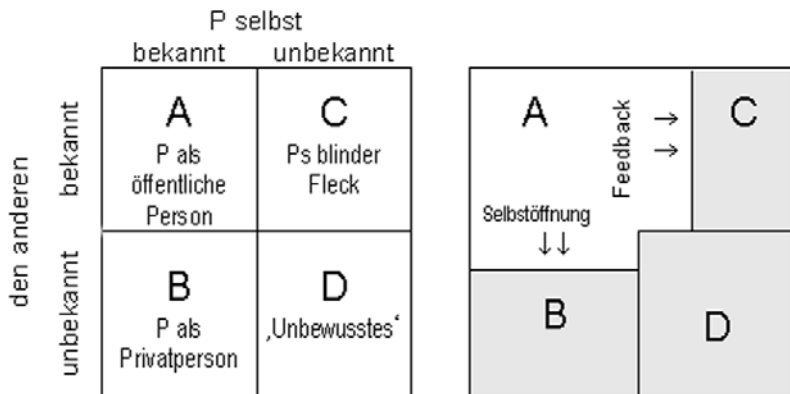 P selbst
bekannt unbekannt
den anderen
bekannt
unbekannt
A
P als
öffentliche
Person
C
Ps blinder
Fleck
B
P als
Privatperson
D
‚Unbewusstes‘
A
Feedback
→
→
C
Selbstöffnung
↓↓
B
D